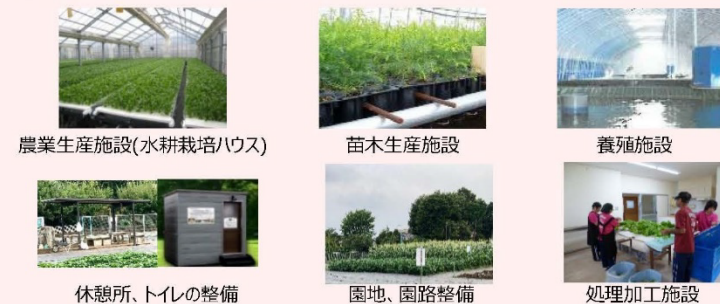 農業生産施設(水耕栽培ハウス)
苗木生産施設
養殖施設
休憩所、トイレの整備
園地、園路整備
処理加工施設